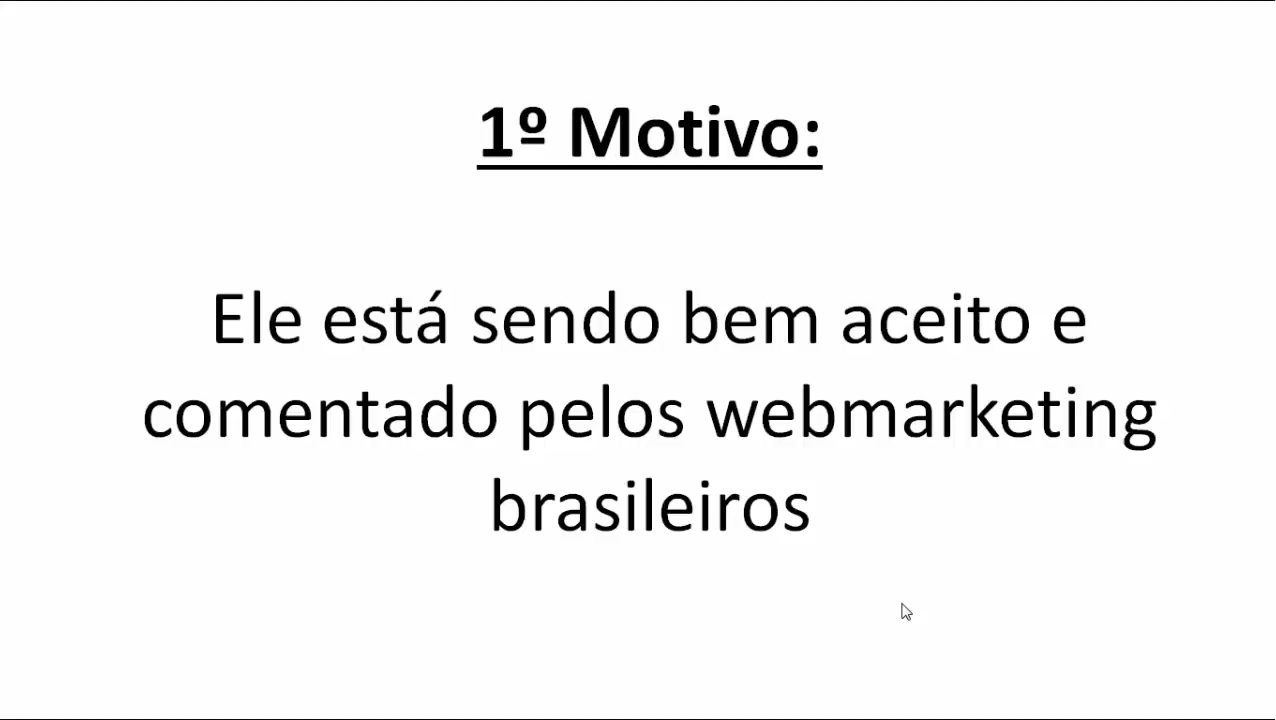 1º Motivo:
Ele está sendo bem aceito e
comentado pelos webmarketing
brasileiros